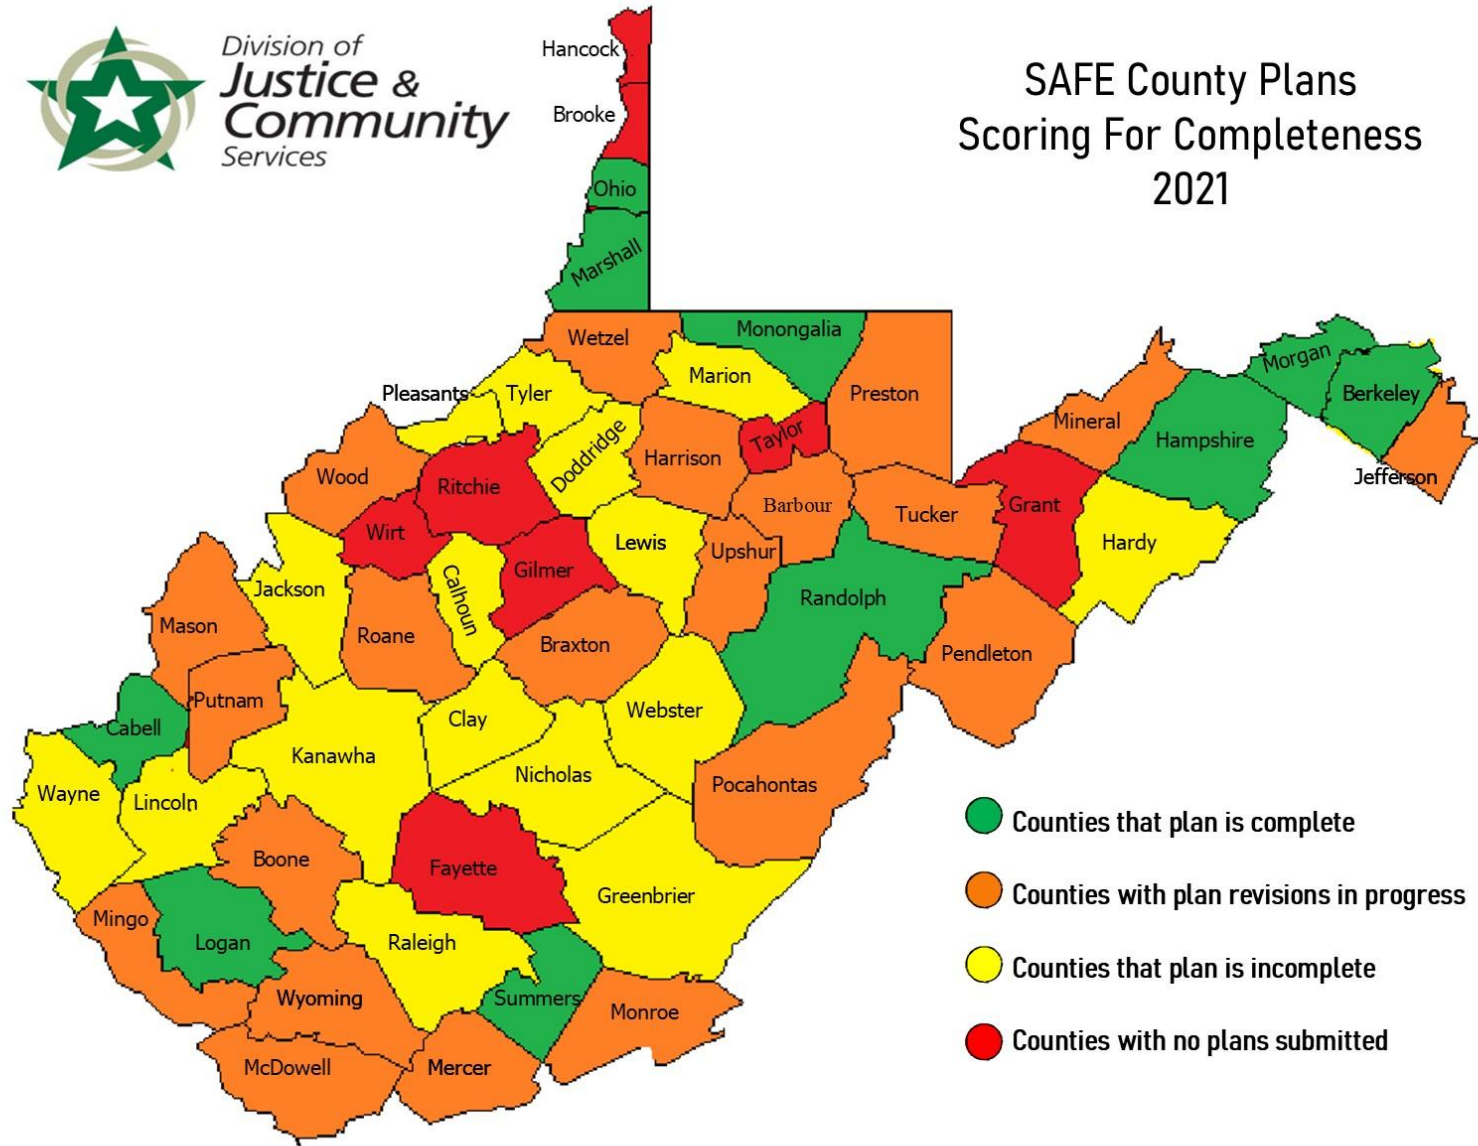 Division of
Justice &
Community
Services
SAFE County Plans
Scoring For Completeness
2021
Hancock
Brooke
Ohio
Marshall
Wetzel
Monongalia
Marion
Preston
Pleasants
Tyler
Doddridge
Harrison
Taylor
Morgan
Berkeley
Mineral
Hampshire
Jefferson
Wood
Ritchie
Wirt
Barbour
Tucker
Grant
Hardy
Jackson
Calhoun
Gilmer
Lewis
Upshur
Randolph
Mason
Roane
Braxton
Pendleton
Putnam
Cabell
Clay
Webster
Kanawha
Nicholas
Pocahontas
Wayne
Lincoln
Boone
Fayette
Greenbrier
Mingo
Logan
Raleigh
Wyoming
Summers
Monroe
McDowell
Mercer
Counties that plan is complete
Counties with plan revisions in progress
Counties that plan is incomplete
Counties with no plans submitted